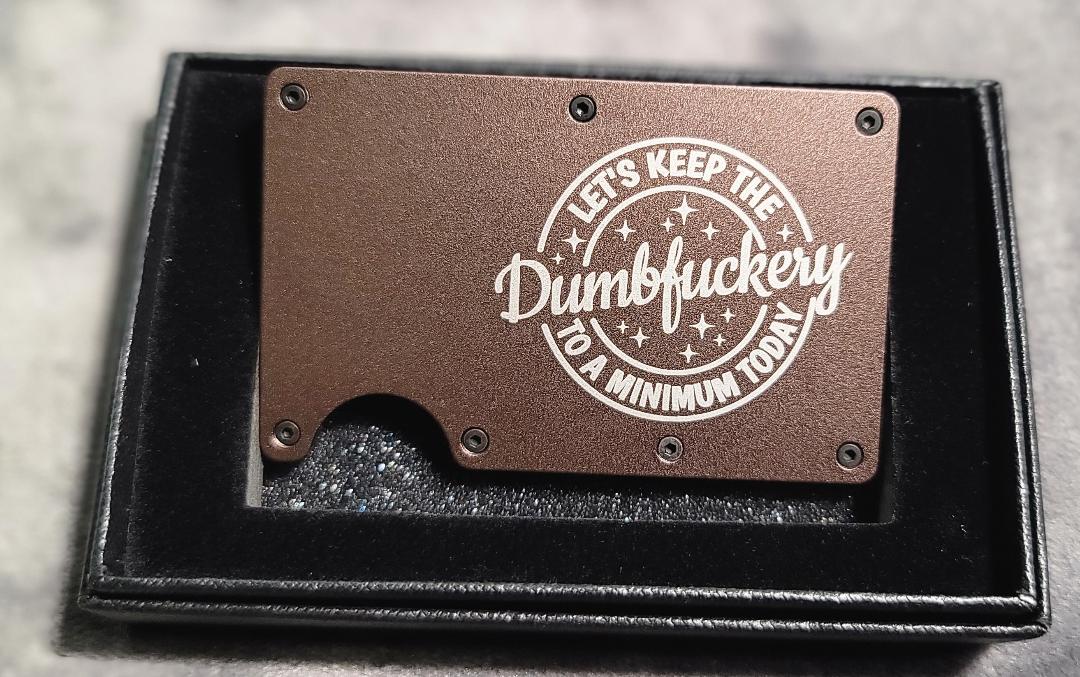 LET'S KEEP THE
Dumbfuckery
TO A MINIMUM TODAY